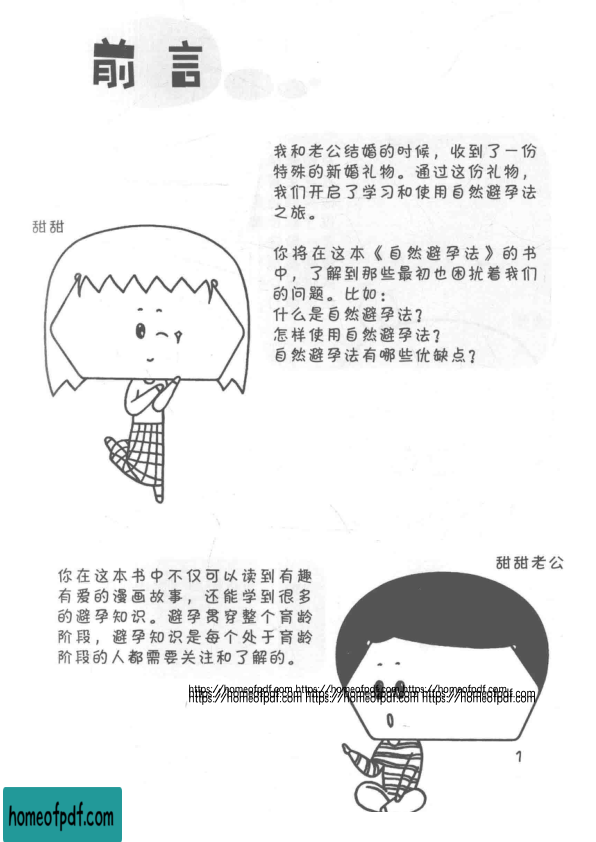 前言
我和老公结婚的时候，收到了一份
特殊的新婚礼物。通过这份礼物，
我们开启了学习和使用自然避孕法
之旅。
甜甜
你将在这本《自然避孕法》的书
中，了解到那些最初也困扰着我们
的问题。比如：
什么是自然避孕法？
怎样使用自然避孕法？
自然避孕法有哪些优缺点？
甜甜老公
你在这本书中不仅可以读到有趣
有爱的漫画故事，还能学到很多
的避孕知识。避孕贯穿整个育龄
阶段，避孕知识是每个处于育龄
阶段的人都需要关注和了解的。
https://homeofpdf.com https://homeofpdf.com https://homeofpdf.com
https://homeofpdf.com https://homeofpdf.com https://homeofpdf.com
1
homeofpdf.com